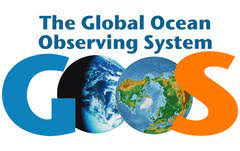 The Global Ocean
Observing System
GOOS